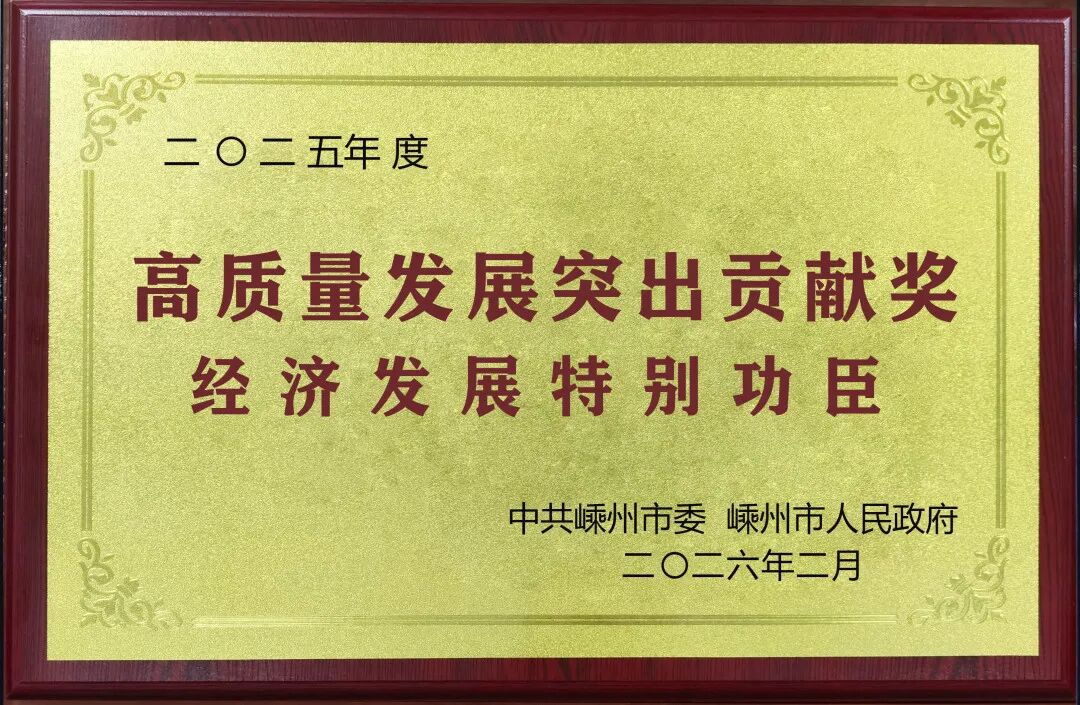 二〇二五年度
高质量发展突出贡献奖
经济发展特别功臣
中共嵊州市委 嵊州市人民政府
二〇二六年二月